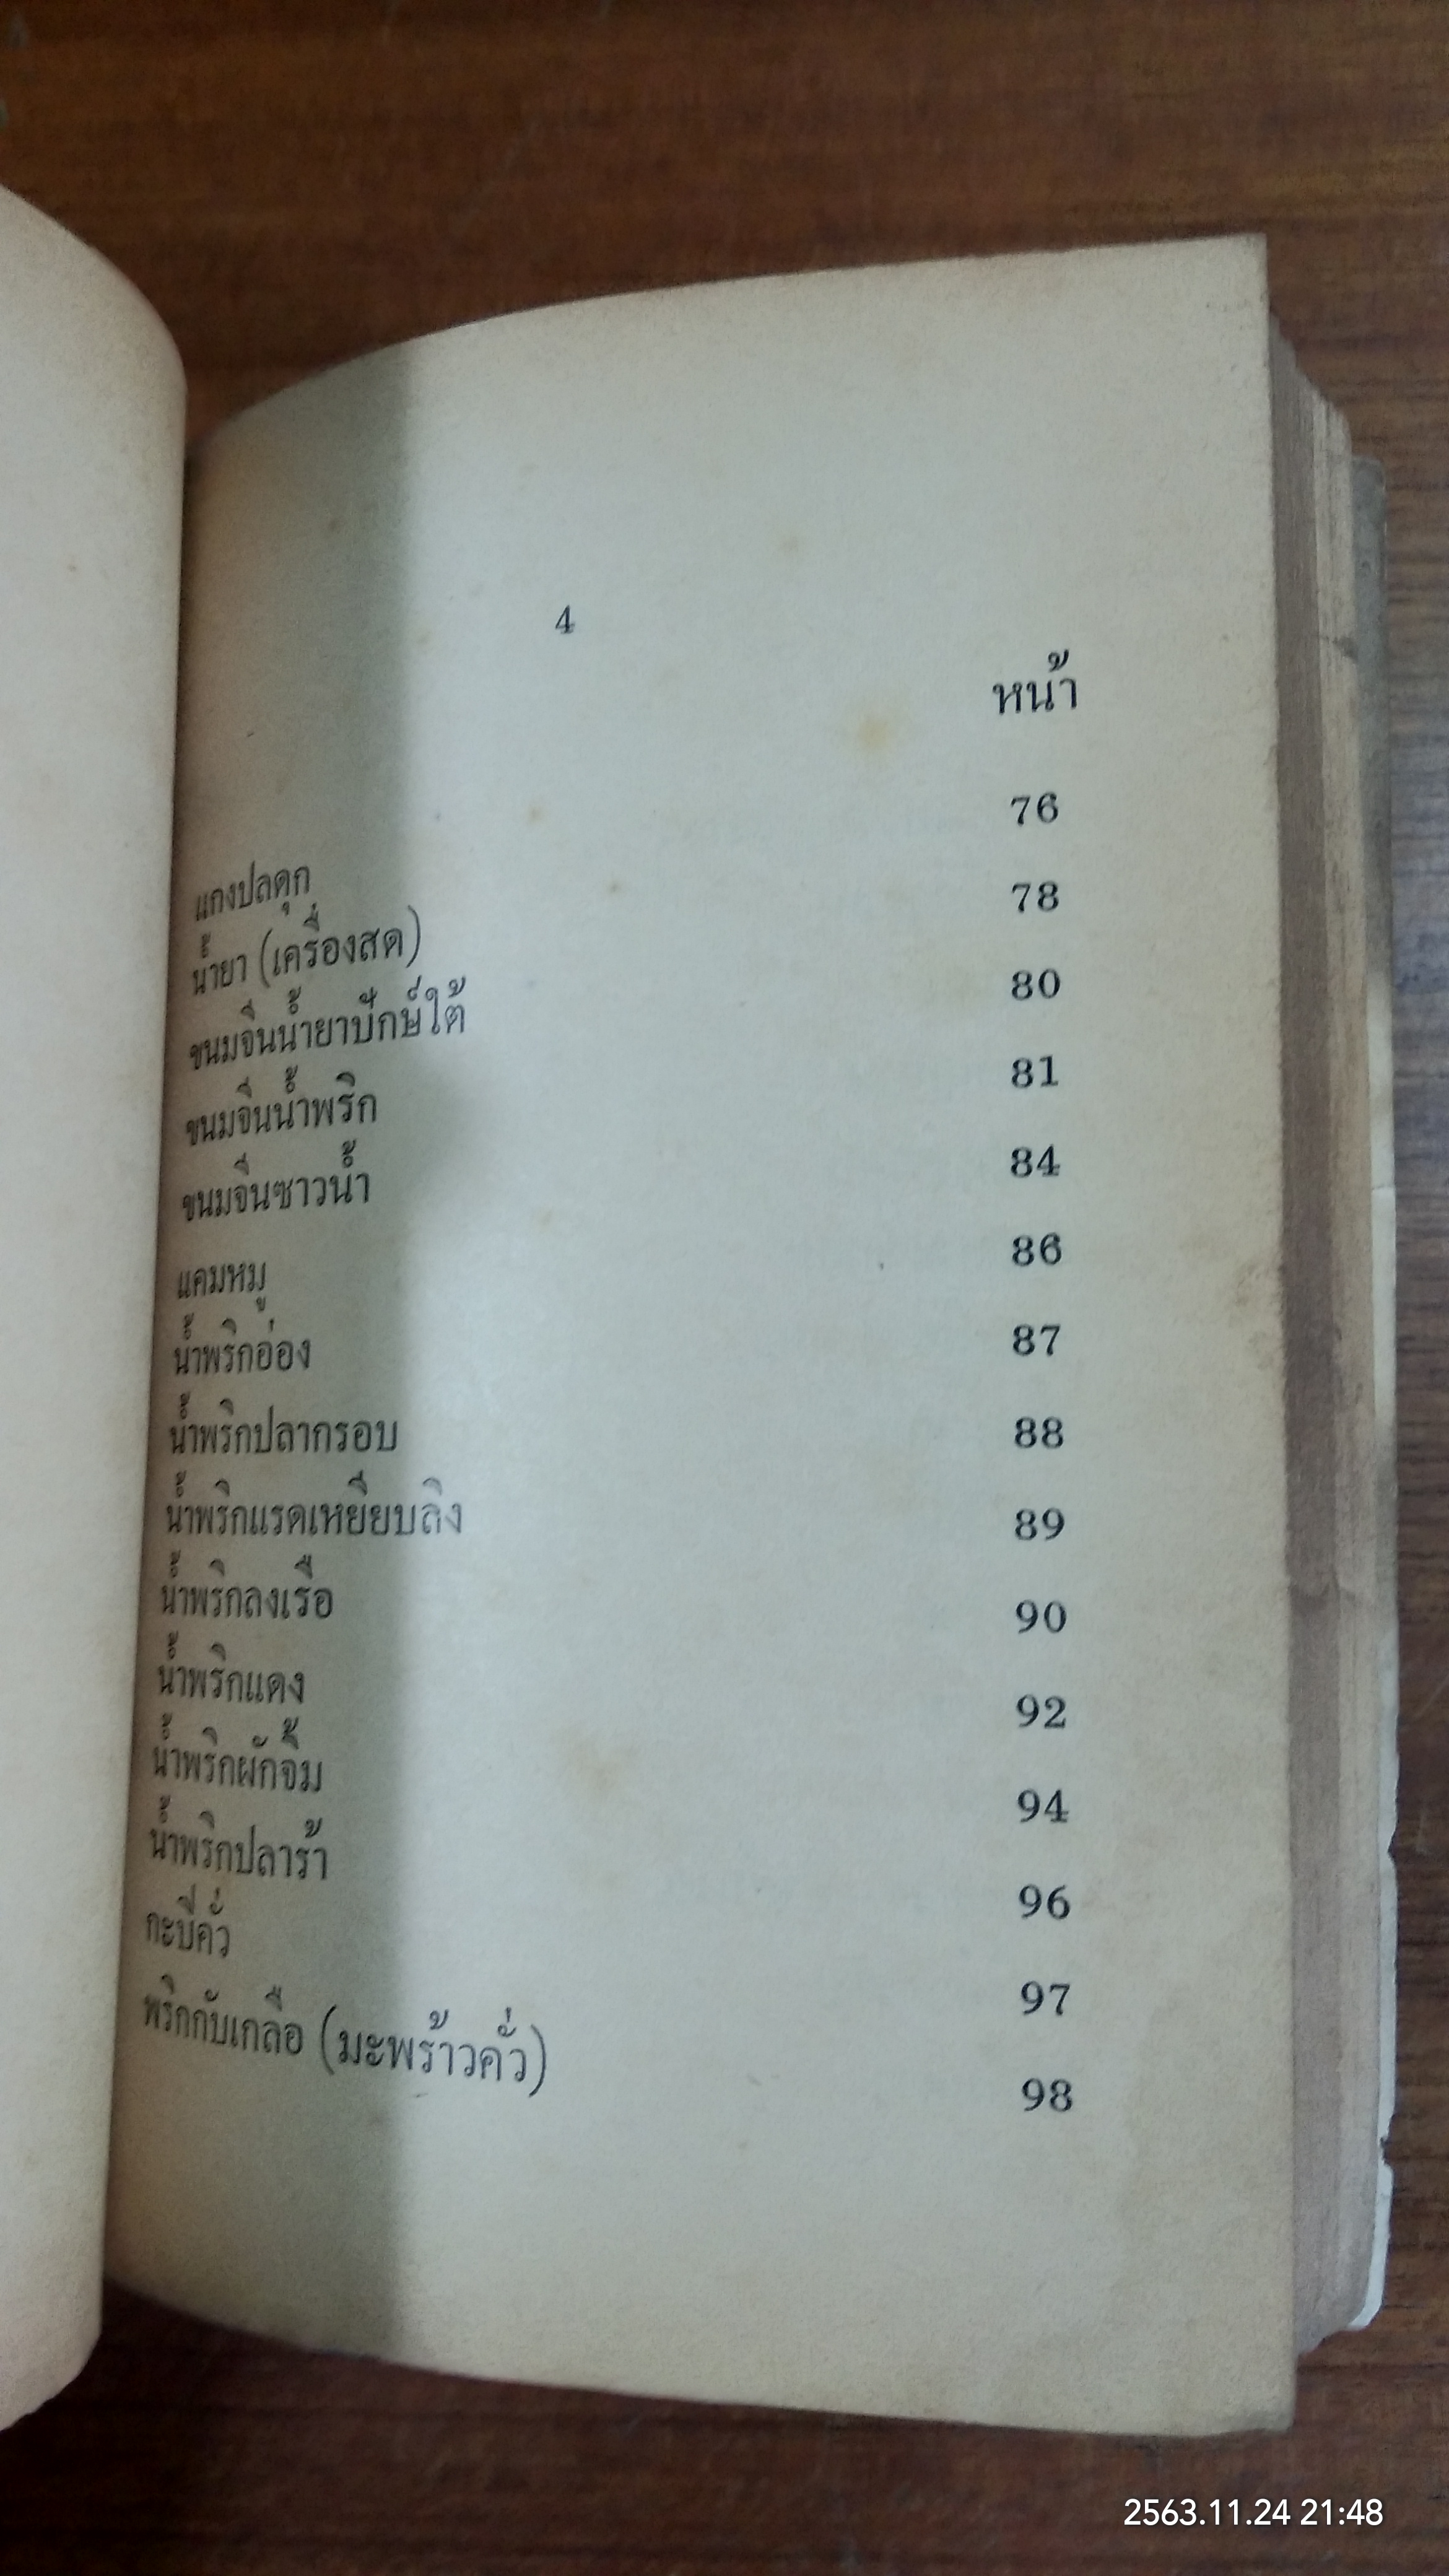 4
หน้า
แกงปลดุก 76
น้ำยา (เครื่องสด) 78
ขนมจีนน้ำยาปักษ์ใต้ 80
ขนมจีนน้ำพริก 81
ขนมจีนซาวน้ำ 84
แคมหมู 86
น้ำพริกอ่อง 87
น้ำพริกปลากรอบ 88
น้ำพริกแรดเหยียบลิง 89
น้ำพริกลงเรือ 90
น้ำพริกแดง 92
น้ำพริกผักจิ้ม 94
น้ำพริกปลาร้า 96
กะบีคั่ว 97
พริกกับเกลือ (มะพร้าวคั่ว) 98
2563.11.24 21:48